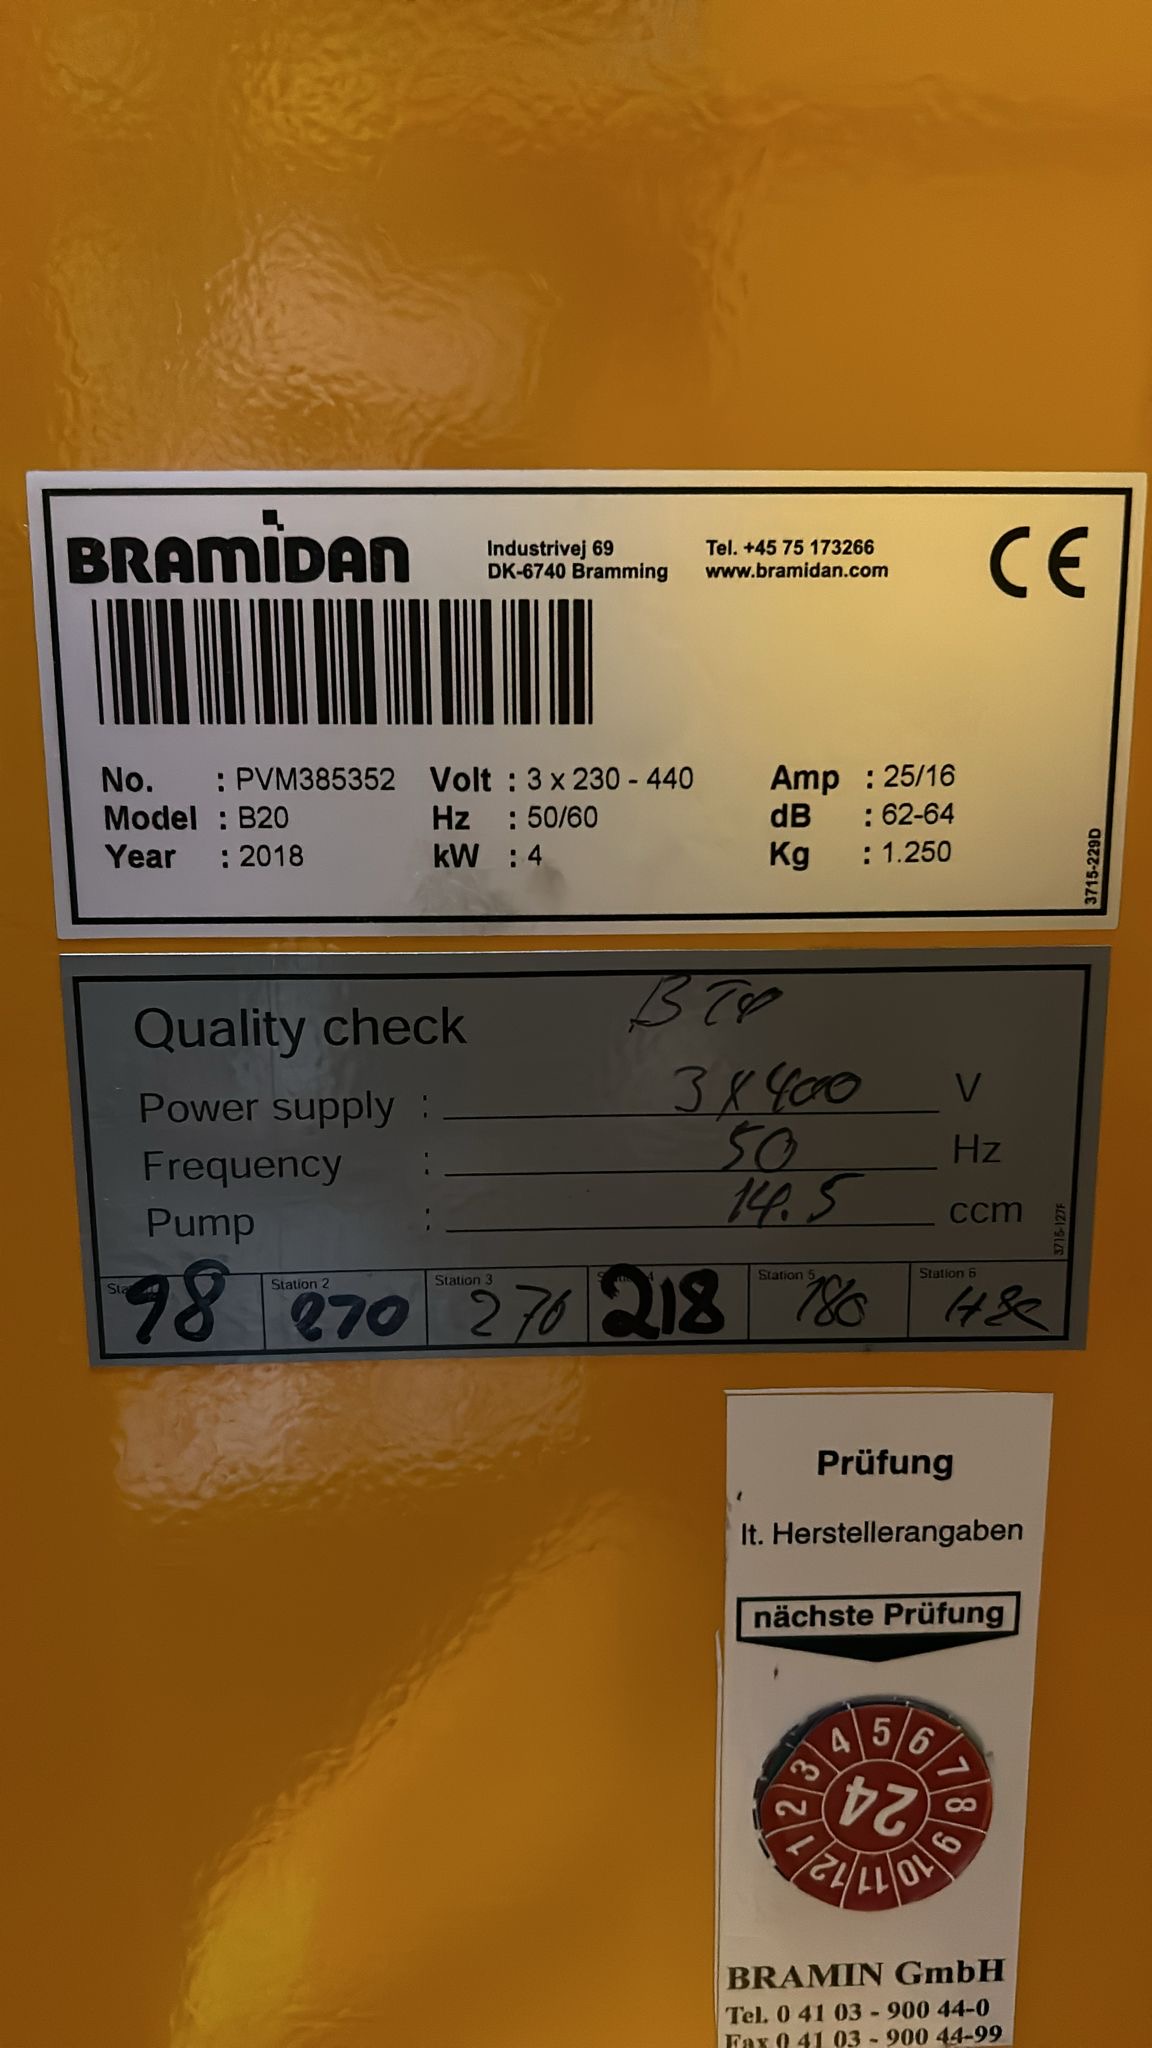 BRAMIDAN
Industrivej 69
DK-6740 Bramming
Tel. +45 75 173266
www.bramidan.com
CE
No. : PVM385352 Volt : 3 x 230 - 440 Amp : 25/16
Model : B20 Hz : 50/60 dB : 62-64
Year : 2018 kW : 4 Kg : 1.250
3715-229D
Quality check
Power supply : 3 x 400 V
Frequency : 50 Hz
Pump : 14.5 ccm
3715-127F
Station 2 Station 3 Station 5 Station 6
98 270 270 218 180
Prüfung
lt. Herstellerangaben
nächste Prüfung
1 2 3 4 5 6 7 8 9 10 11 12
24
BRAMIN GmbH
Tel. 0 41 03 - 900 44-0
Fax 0 41 03 - 900 44-99